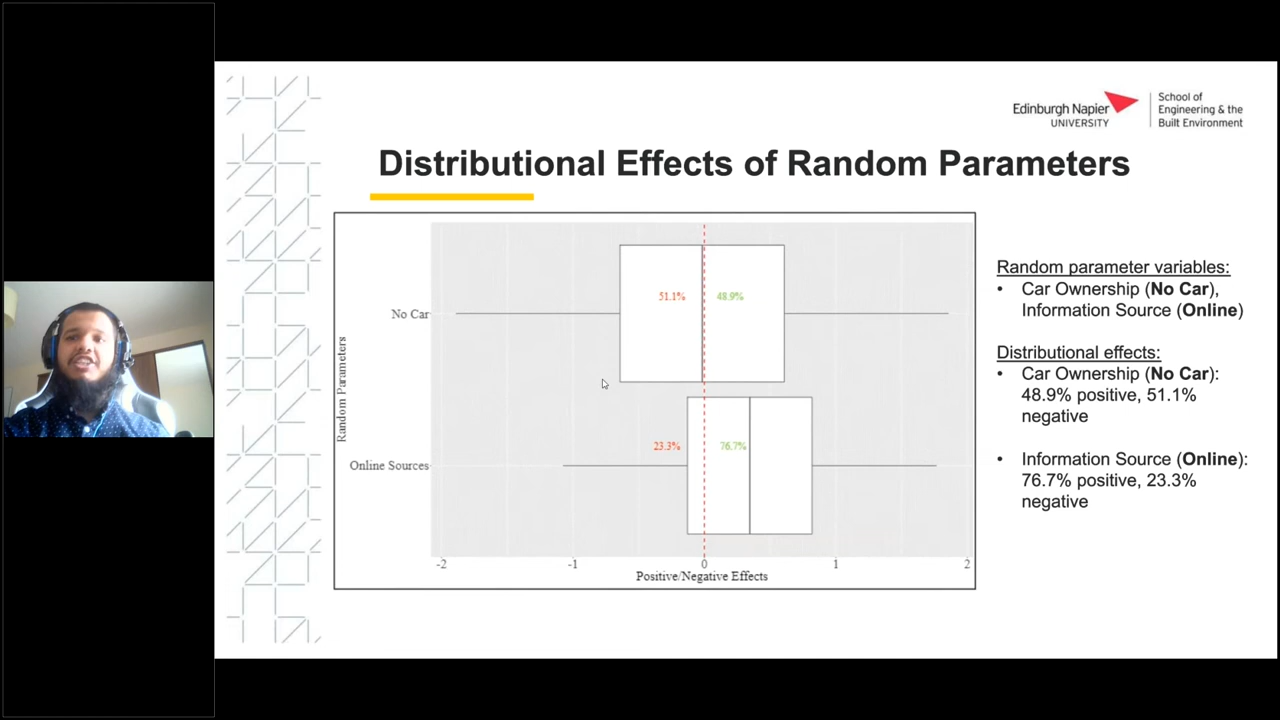 Edinburgh Napier
UNIVERSITY
School of
Engineering & the
Built Environment
Distributional Effects of Random Parameters
Random Parameters
No Car
51.1%
48.9%
Online Sources
23.3%
76.7%
-2
-1
0
1
2
Positive/Negative Effects
Random parameter variables:
• Car Ownership (No Car),
Information Source (Online)
Distributional effects:
• Car Ownership (No Car):
48.9% positive, 51.1%
negative
• Information Source (Online):
76.7% positive, 23.3%
negative